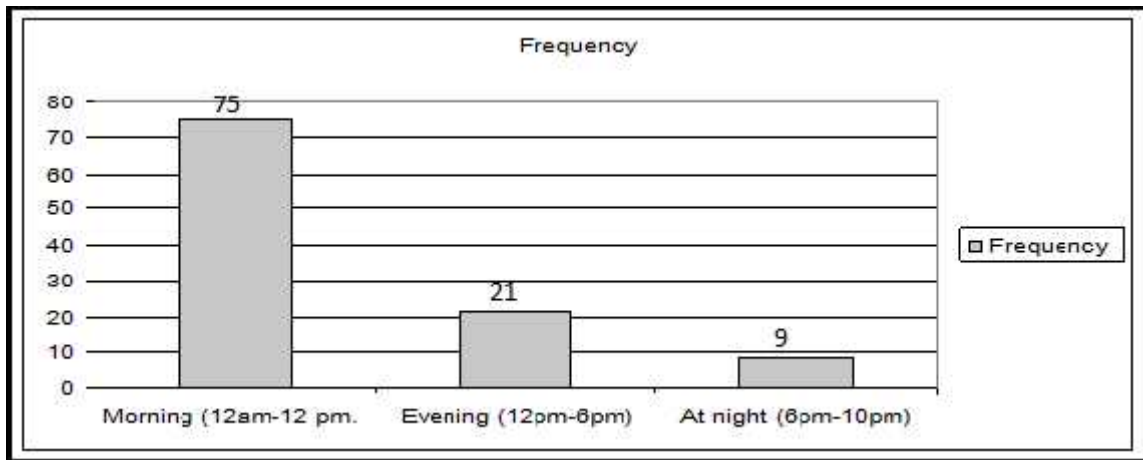 Frequency
80
75
70
60
50
40
30
21
20
9
10
0
Morning (12am-12 pm.
Evening (12pm-6pm)
At night (6pm-10pm)
Frequency